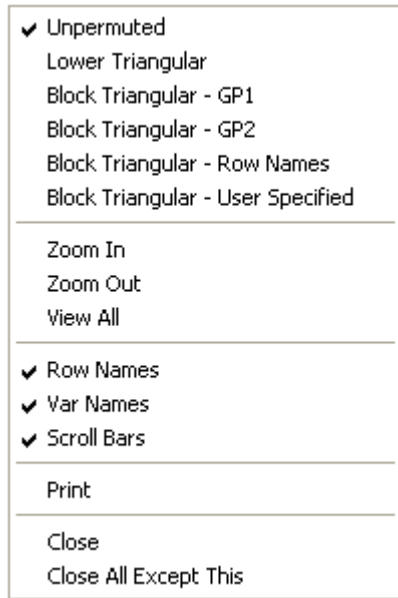 Unpermuted
Lower Triangular
Block Triangular - GP1
Block Triangular - GP2
Block Triangular - Row Names
Block Triangular - User Specified
Zoom In
Zoom Out
View All
Row Names
Var Names
Scroll Bars
Print
Close
Close All Except This